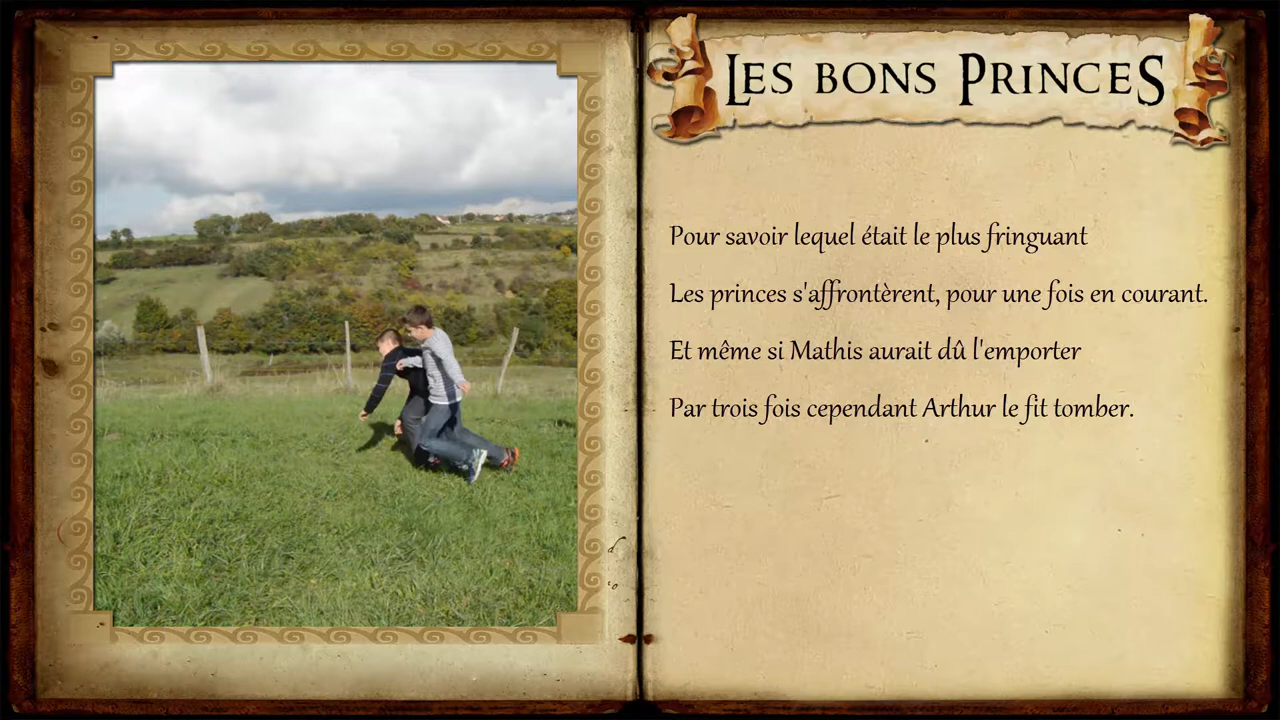 Les bons Princes
Pour savoir lequel était le plus fringuant
Les princes s'affrontèrent, pour une fois en courant.
Et même si Mathis aurait dû l'emporter
Par trois fois cependant Arthur le fit tomber.